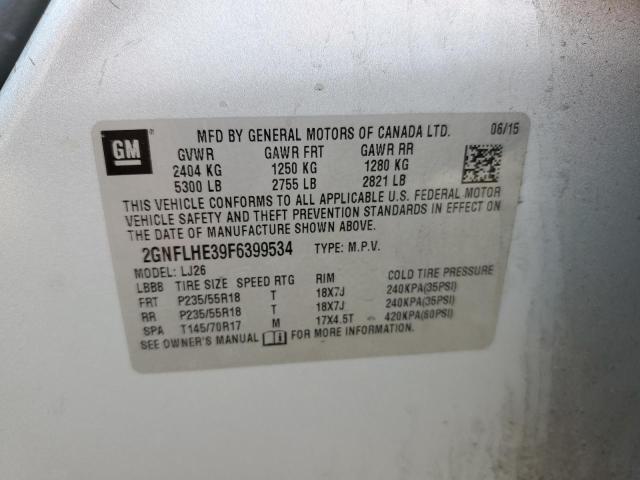 GM
MFD BY GENERAL MOTORS OF CANADA LTD. 06/15
GVWR GAWR FRT GAWR RR
2404 KG 1250 KG 1280 KG
5300 LB 2755 LB 2821 LB
THIS VEHICLE CONFORMS TO ALL APPLICABLE U.S. FEDERAL MOTOR
VEHICLE SAFETY AND THEFT PREVENTION STANDARDS IN EFFECT ON
THE DATE OF MANUFACTURE SHOWN ABOVE.
2GNFLHE39F6399534 TYPE: M.P.V.
MODEL: LJ26
LBBB TIRE SIZE SPEED RTG RIM COLD TIRE PRESSURE
FRT P235/55R18 T 18X7J 240KPA(35PSI)
RR P235/55R18 T 18X7J 240KPA(35PSI)
SPA T145/70R17 M 17X4.5T 420KPA(60PSI)
SEE OWNER'S MANUAL FOR MORE INFORMATION.